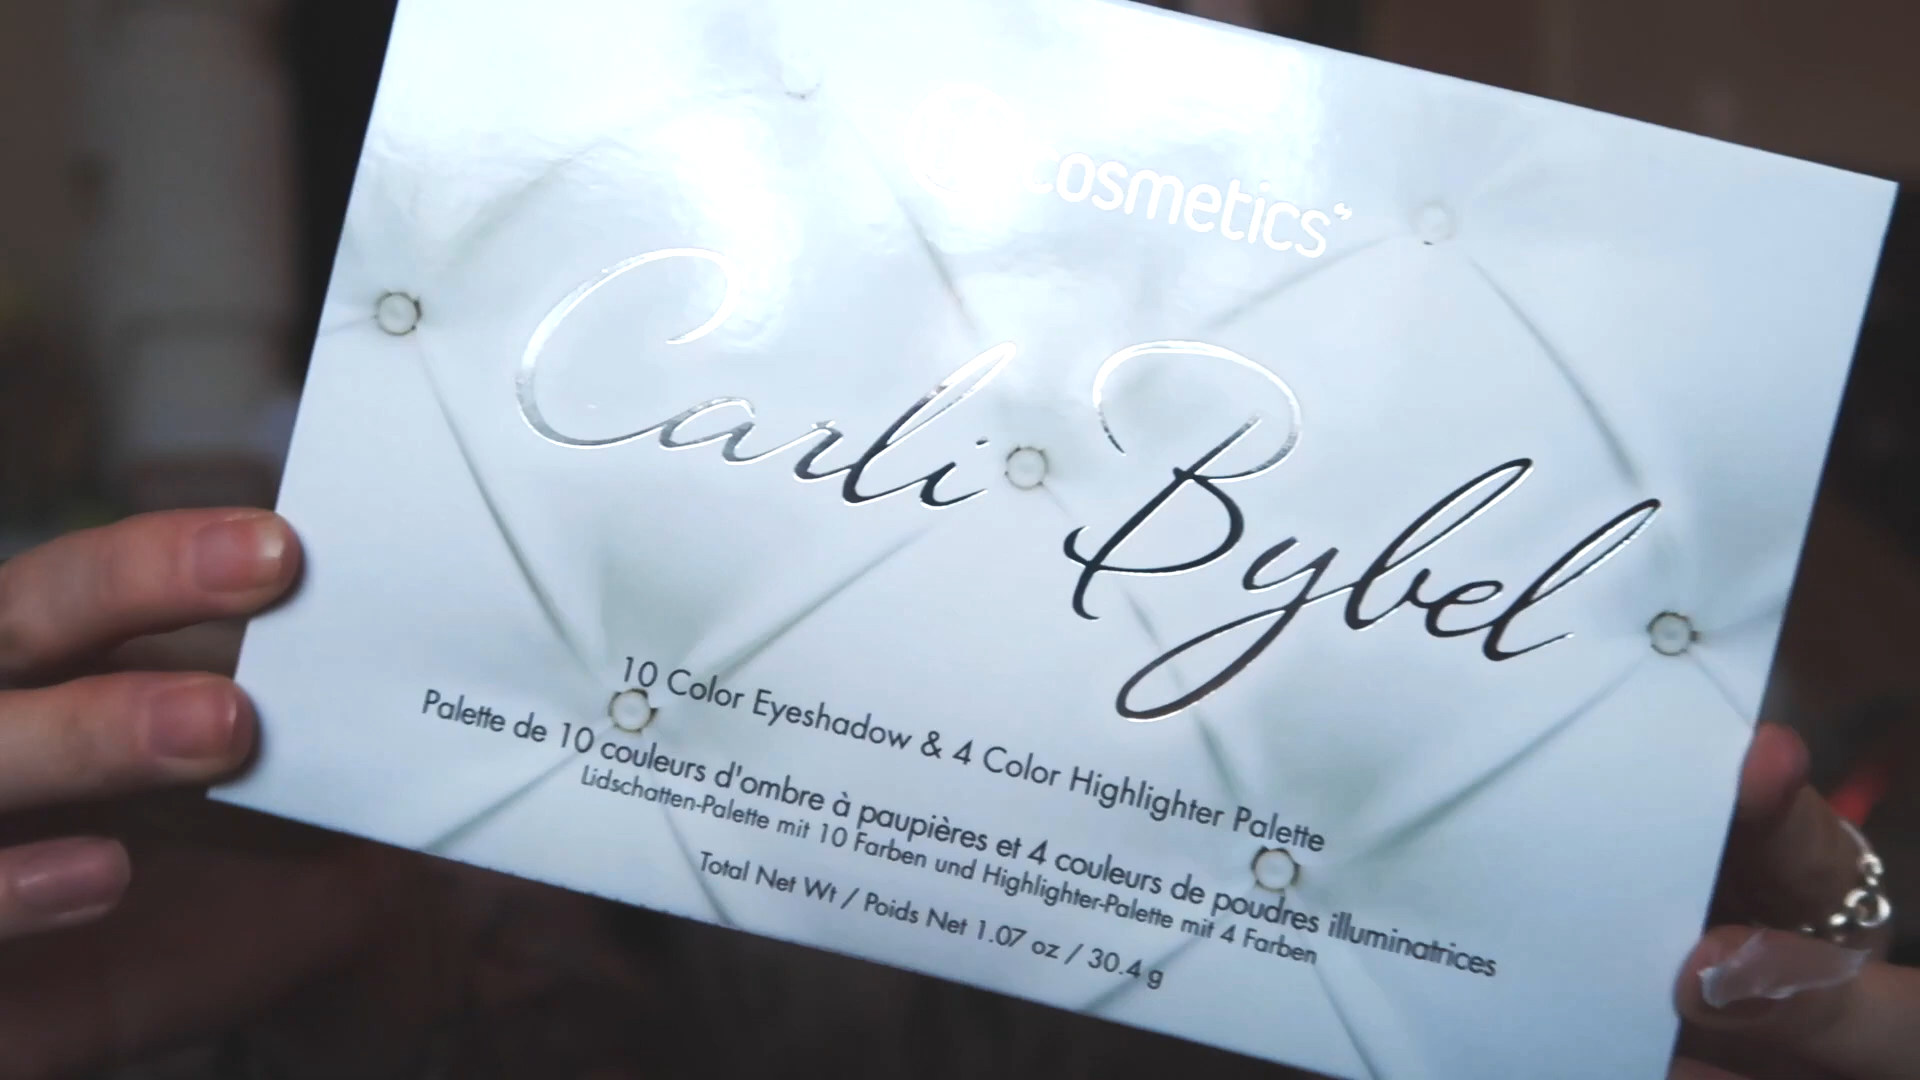 cosmetics
Carli Bybel
10 Color Eyeshadow & 4 Color Highlighter Palette
Palette de 10 couleurs d'ombre à paupières et 4 couleurs de poudres illuminatrices
Lidschatten-Palette mit 10 Farben und Highlighter-Palette mit 4 Farben
Total Net Wt / Poids Net 1.07 oz / 30.4 g